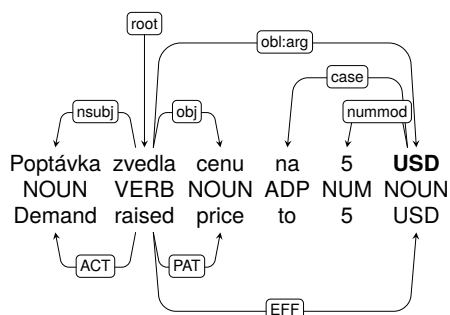 root
obl:arg
case
nsubj obj nummod
Poptávka zvedla cenu na 5 USD
NOUN VERB NOUN ADP NUM NOUN
Demand raised price to 5 USD
ACT PAT
EFF